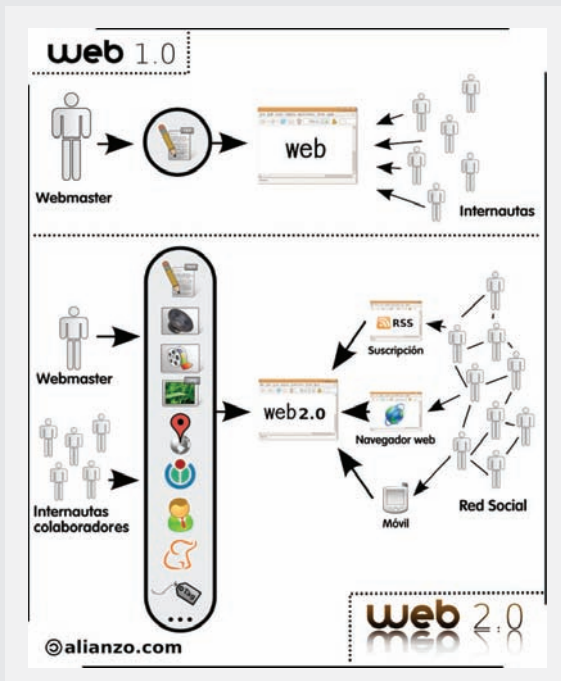 web 1.0
web
Webmaster
Internautas
Webmaster
RSS
Suscripción
web2.0
Navegador web
Internautas
colaboradores
Móvil
Red Social
Tag
...
web 2.0
@alianzo.com